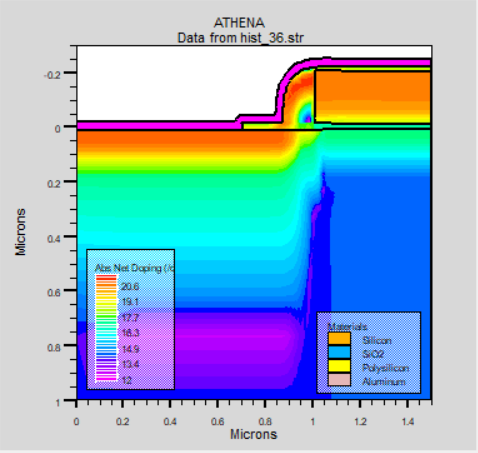 ATHENA
Data from hist_36.str
-0.2
0
0.2
0.4
0.6
0.8
1
Microns
Abs Net Doping (/c
20.6
19.1
17.7
16.3
14.9
13.4
12
Materials
Silicon
SiO2
Polysilicon
Aluminum
0
0.2
0.4
0.6
0.8
1
1.2
1.4
Microns